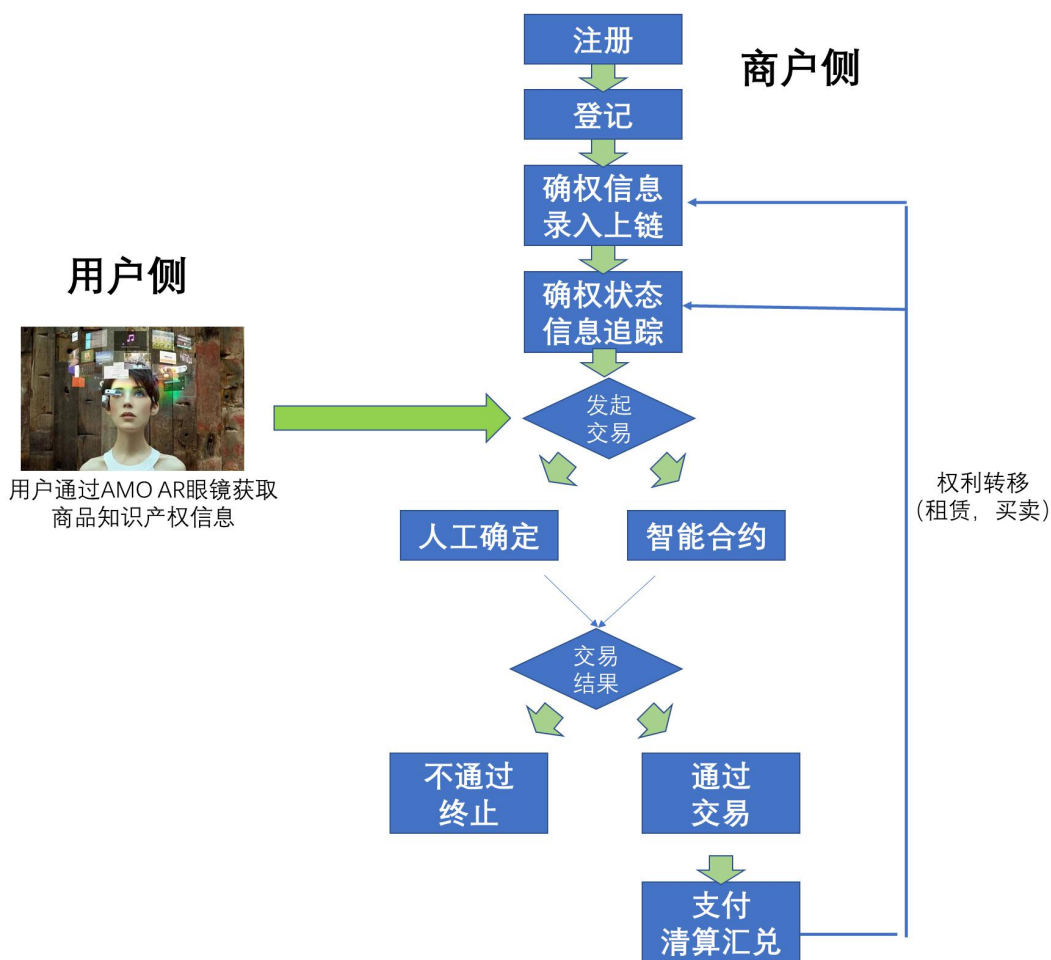 注册
商户侧
登记
确权信息
录入上链
用户侧
确权状态
信息追踪
发起
交易
用户通过AMO AR眼镜获取
商品知识产权信息
权利转移
(租赁，买卖)
人工确定
智能合约
交易
结果
不通过
终止
通过
交易
支付
清算汇兑